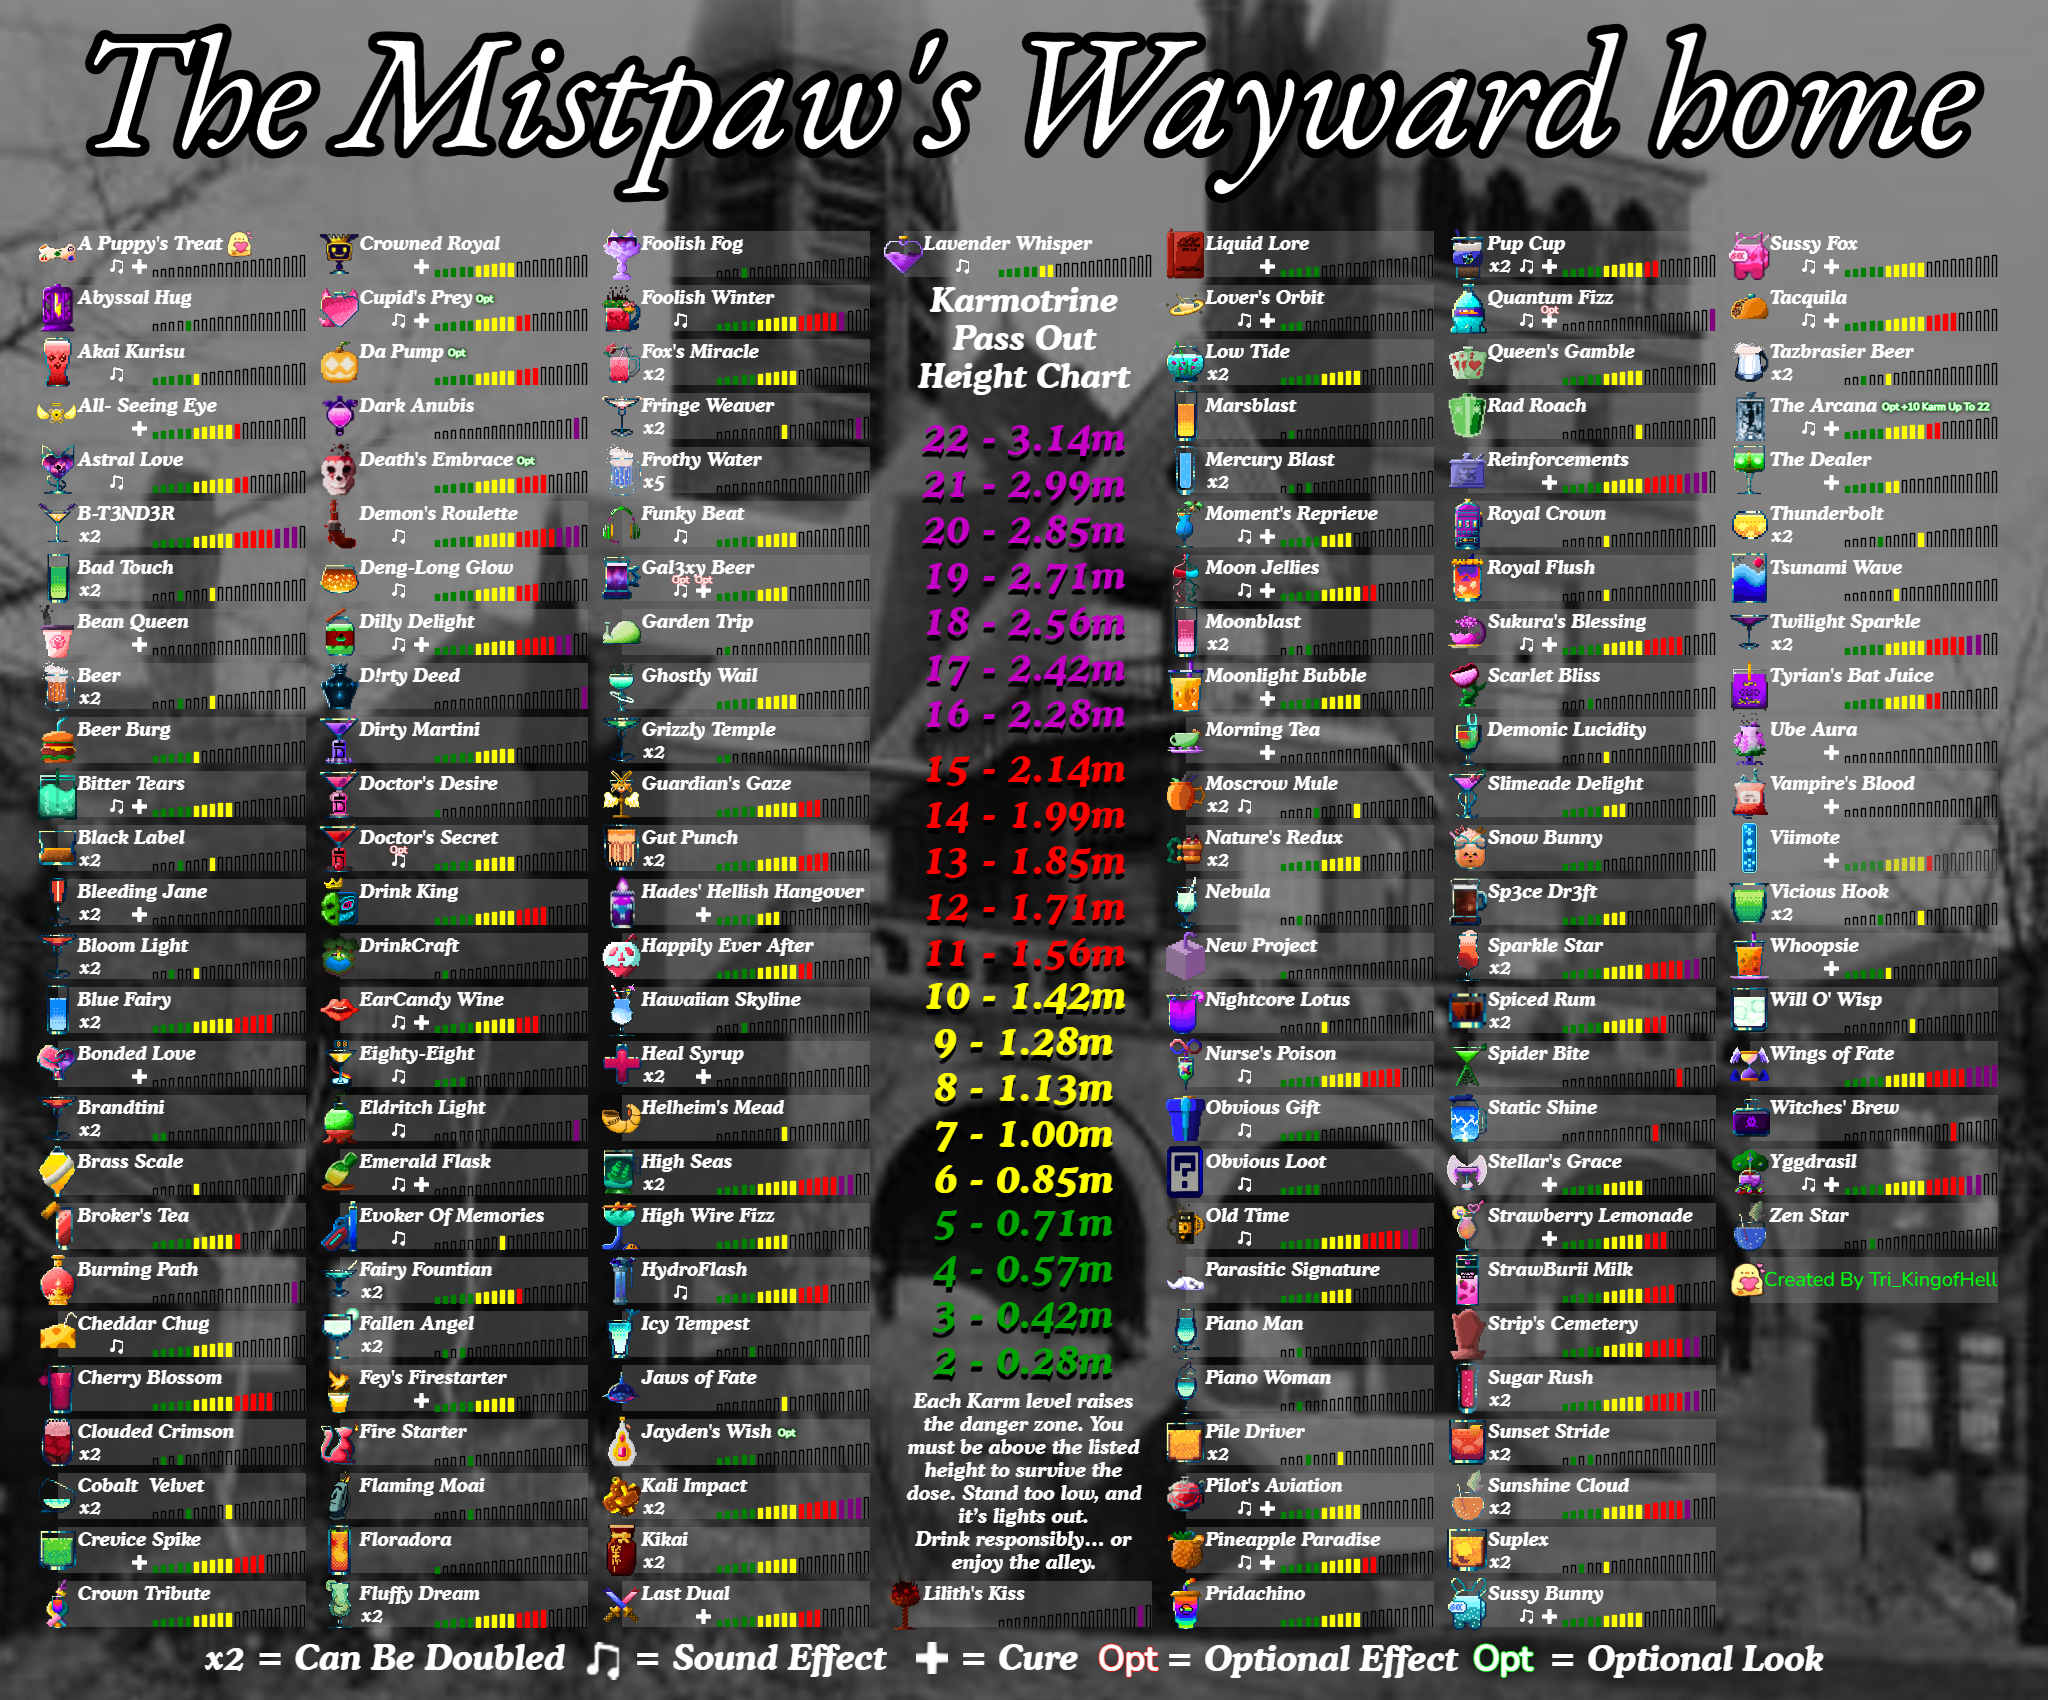 The Mistpaw's Wayward home
A Puppy's Treat
Abyssal Hug
Akai Kurisu
All- Seeing Eye
Astral Love
B-T3ND3R
x2
Bad Touch
x2
Bean Queen
Beer
x2
Beer Burg
Bitter Tears
Black Label
x2
Bleeding Jane
x2
Bloom Light
x2
Blue Fairy
x2
Bonded Love
Brandtini
x2
Brass Scale
Broker's Tea
Burning Path
Cheddar Chug
Cherry Blossom
Clouded Crimson
x2
Cobalt Velvet
x2
Crevice Spike
Crown Tribute
Crowned Royal
Cupid's Prey Opt
Da Pump Opt
Dark Anubis
Death's Embrace Opt
Demon's Roulette
Deng-Long Glow
Dilly Delight
D!rty Deed
Dirty Martini
Doctor's Desire
Doctor's Secret
Opt
Drink King
DrinkCraft
EarCandy Wine
Eighty-Eight
Eldritch Light
Emerald Flask
Evoker Of Memories
Fairy Fountian
x2
Fallen Angel
x2
Fey's Firestarter
Fire Starter
Flaming Moai
Floradora
Fluffy Dream
x2
Foolish Fog
Foolish Winter
Fox's Miracle
x2
Fringe Weaver
x2
Frothy Water
x5
Funky Beat
Gal3xy Beer
Opt Opt
Garden Trip
Ghostly Wail
Grizzly Temple
x2
Guardian's Gaze
Gut Punch
x2
Hades' Hellish Hangover
Happily Ever After
Hawaiian Skyline
Heal Syrup
x2
Helheim's Mead
High Seas
x2
High Wire Fizz
HydroFlash
Icy Tempest
Jaws of Fate
Jayden's Wish Opt
Kali Impact
x2
Kikai
x2
Last Dual
Lavender Whisper
Karmotrine
Pass Out
Height Chart
22 - 3.14m
21 - 2.99m
20 - 2.85m
19 - 2.71m
18 - 2.56m
17 - 2.42m
16 - 2.28m
15 - 2.14m
14 - 1.99m
13 - 1.85m
12 - 1.71m
11 - 1.56m
10 - 1.42m
9 - 1.28m
8 - 1.13m
7 - 1.00m
6 - 0.85m
5 - 0.71m
4 - 0.57m
3 - 0.42m
2 - 0.28m
Each Karm level raises
the danger zone. You
must be above the listed
height to survive the
dose. Stand too low, and
it's lights out.
Drink responsibly... or
enjoy the alley.
Lilith's Kiss
Liquid Lore
Lover's Orbit
Low Tide
x2
Marsblast
Mercury Blast
x2
Moment's Reprieve
Moon Jellies
Moonblast
x2
Moonlight Bubble
Morning Tea
Moscrow Mule
x2
Nature's Redux
x2
Nebula
New Project
Nightcore Lotus
Nurse's Poison
Obvious Gift
Obvious Loot
Old Time
Parasitic Signature
Piano Man
Piano Woman
Pile Driver
x2
Pilot's Aviation
Pineapple Paradise
Pridachino
Pup Cup
x2
Quantum Fizz
Opt
Queen's Gamble
Rad Roach
Reinforcements
Royal Crown
Royal Flush
Sukura's Blessing
Scarlet Bliss
Demonic Lucidity
Slimeade Delight
Snow Bunny
Sp3ce Dr3ft
Sparkle Star
x2
Spiced Rum
x2
Spider Bite
Static Shine
Stellar's Grace
Strawberry Lemonade
StrawBurii Milk
Strip's Cemetery
Sugar Rush
x2
Sunset Stride
x2
Sunshine Cloud
x2
Suplex
x2
Sussy Bunny
Sussy Fox
Tacquila
Tazbrasier Beer
x2
The Arcana Opt +10 Karm Up To 22
The Dealer
Thunderbolt
x2
Tsunami Wave
Twilight Sparkle
x2
Tyrian's Bat Juice
Ube Aura
Vampire's Blood
Viimote
Vicious Hook
x2
Whoopsie
Will O' Wisp
Wings of Fate
Witches' Brew
Yggdrasil
Zen Star
Created By Tri_KingofHell
x2 = Can Be Doubled ♫ = Sound Effect ✚ = Cure Opt = Optional Effect Opt = Optional Look